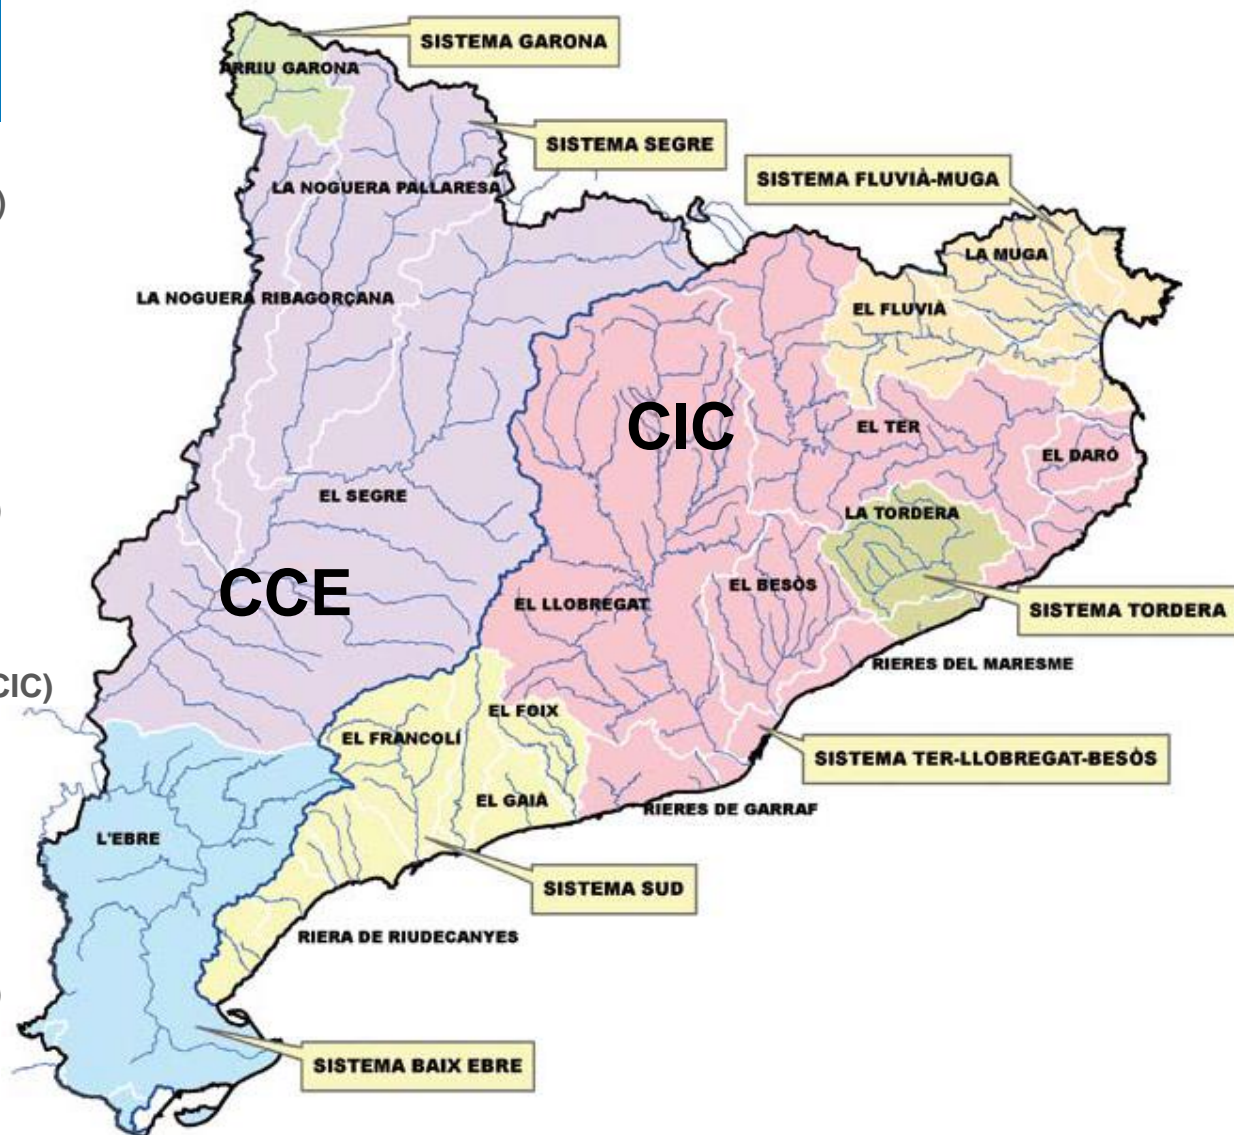 SISTEMA GARONA
ARRIU GARONA
SISTEMA SEGRE
SISTEMA FLUVIÀ-MUGA
LA NOGUERA PALLARESA
)
LA MUGA
LA NOGUERA RIBAGORÇANA
EL FLUVIÀ
CIC
EL TER
EL DARÓ
EL SEGRE
)
LA TORDERA
CCE
EL BESÒS
EL LLOBREGAT
SISTEMA TORDERA
RIERES DEL MARESME
CIC)
EL FOIX
EL FRANCOLÍ
SISTEMA TER-LLOBREGAT-BESÒS
EL GAIÀ
RIERES DE GARRAF
L'EBRE
SISTEMA SUD
RIERA DE RIUDECANYES
)
SISTEMA BAIX EBRE